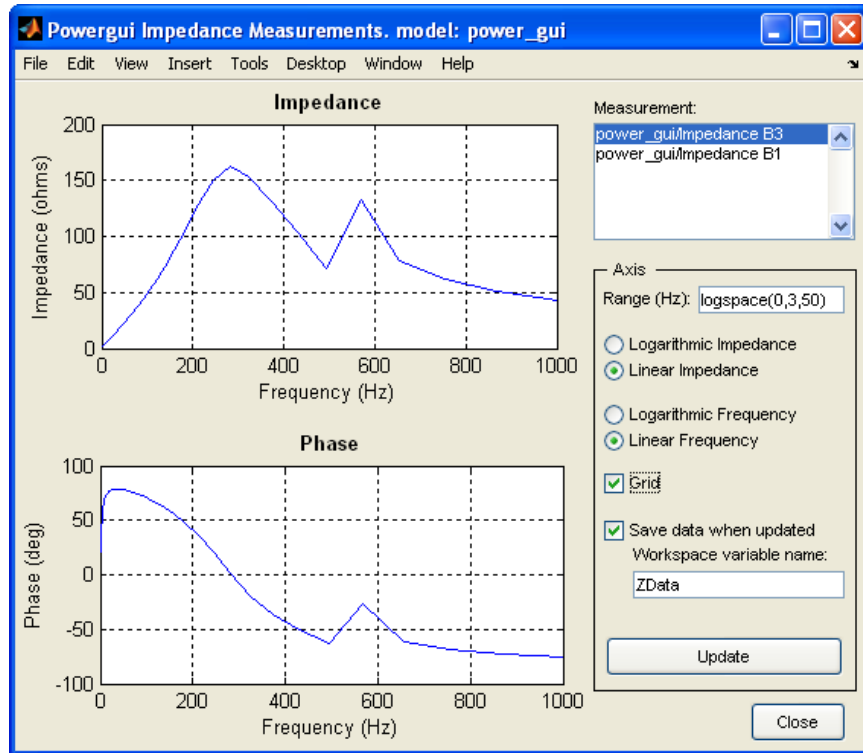 Powergui Impedance Measurements. model: power_gui
File Edit View Insert Tools Desktop Window Help
Impedance
Impedance (ohms)
200
150
100
50
0
0 200 400 600 800 1000
Frequency (Hz)
Phase
Phase (deg)
100
50
0
-50
-100
0 200 400 600 800 1000
Frequency (Hz)
Measurement:
power_gui/Impedance B3
power_gui/Impedance B1
Axis
Range (Hz): logspace(0,3,50)
Logarithmic Impedance
Linear Impedance
Logarithmic Frequency
Linear Frequency
Grid
Save data when updated
Workspace variable name:
ZData
Update
Close